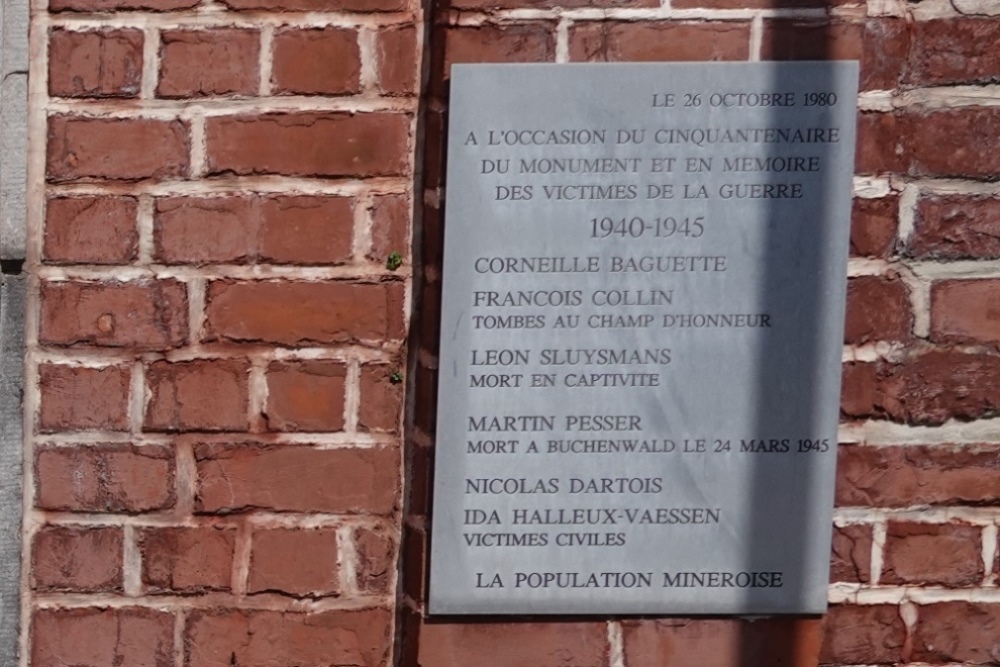 LE 26 OCTOBRE 1980
A L'OCCASION DU CINQUANTENAIRE
DU MONUMENT ET EN MEMOIRE
DES VICTIMES DE LA GUERRE
1940-1945
CORNEILLE BAGUETTE
FRANCOIS COLLIN
TOMBES AU CHAMP D'HONNEUR
LEON SLUYSMANS
MORT EN CAPTIVITE
MARTIN PESSER
MORT A BUCHENWALD LE 24 MARS 1945
NICOLAS DARTOIS
IDA HALLEUX-VAESSEN
VICTIMES CIVILES
LA POPULATION MINEROISE